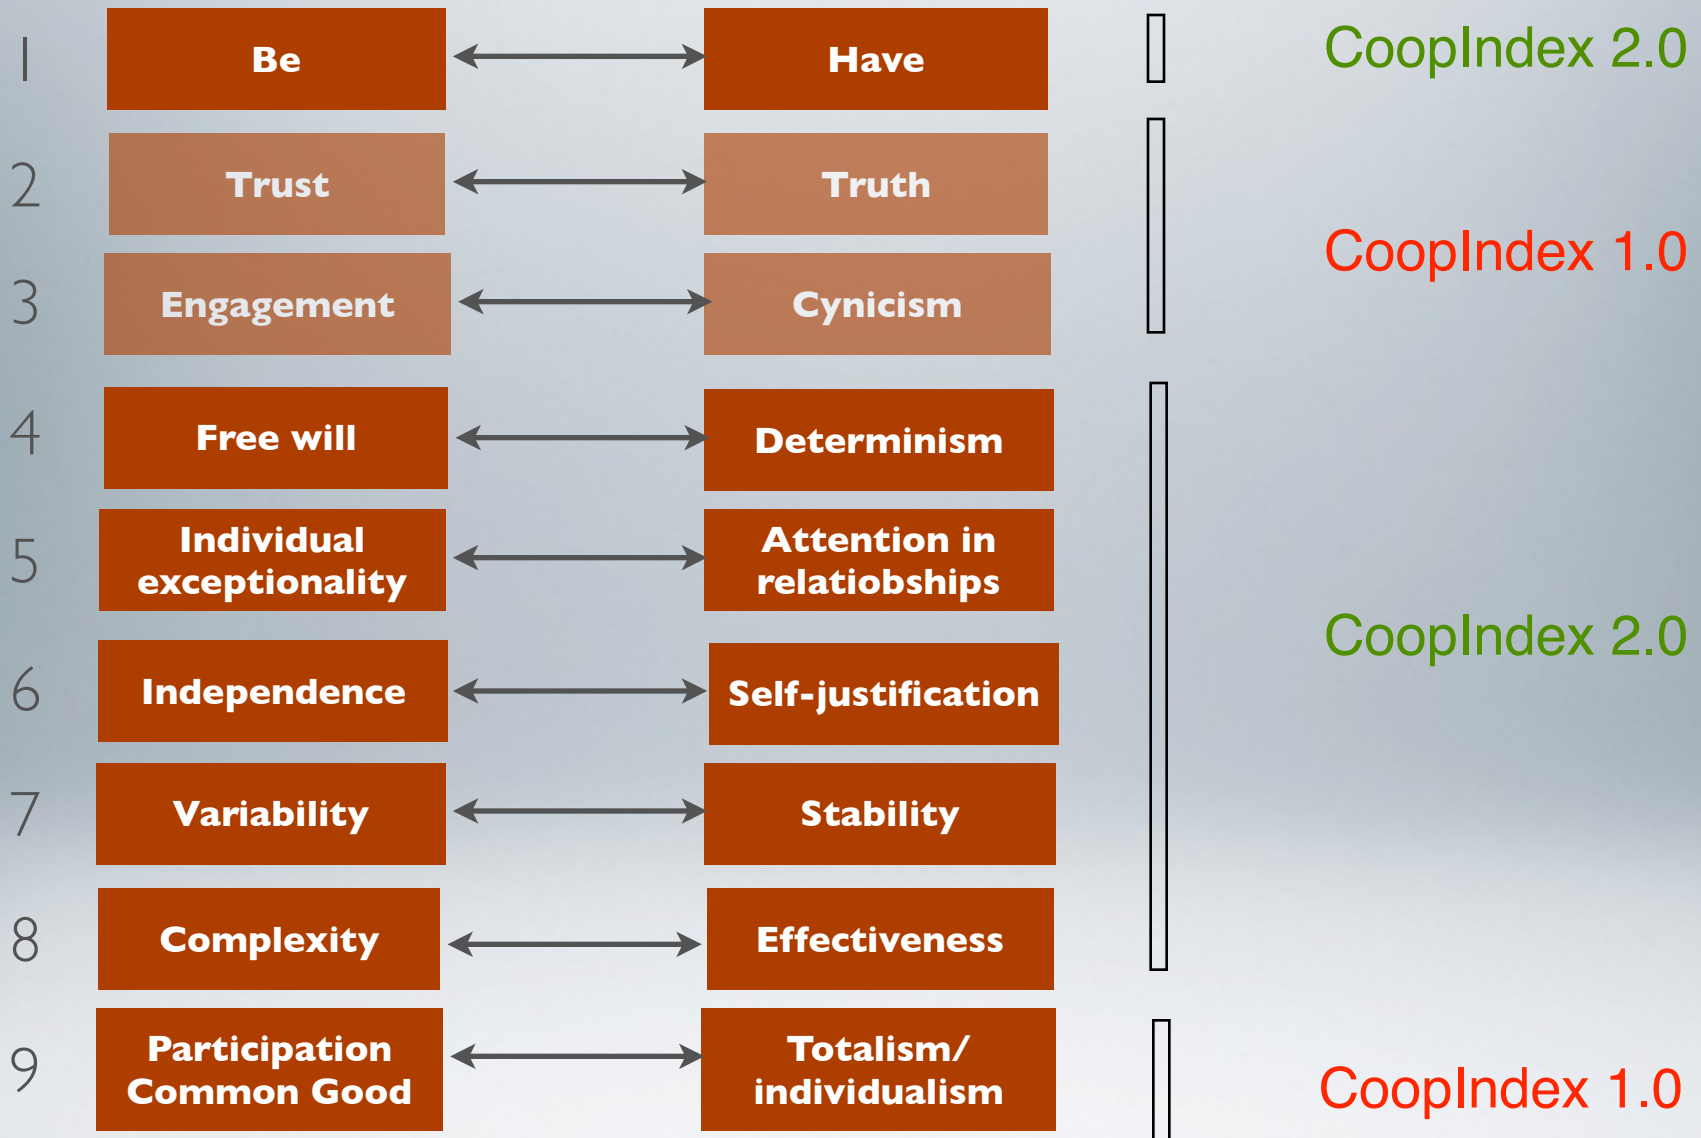 1 Be Have CoopIndex 2.0
2 Trust Truth
CoopIndex 1.0
3 Engagement Cynicism
4 Free will Determinism
5 Individual
exceptionality
Attention in
relatiobships
CoopIndex 2.0
6 Independence Self-justification
7 Variability Stability
8 Complexity Effectiveness
9 Participation
Common Good
Totalism/
individualism
CoopIndex 1.0